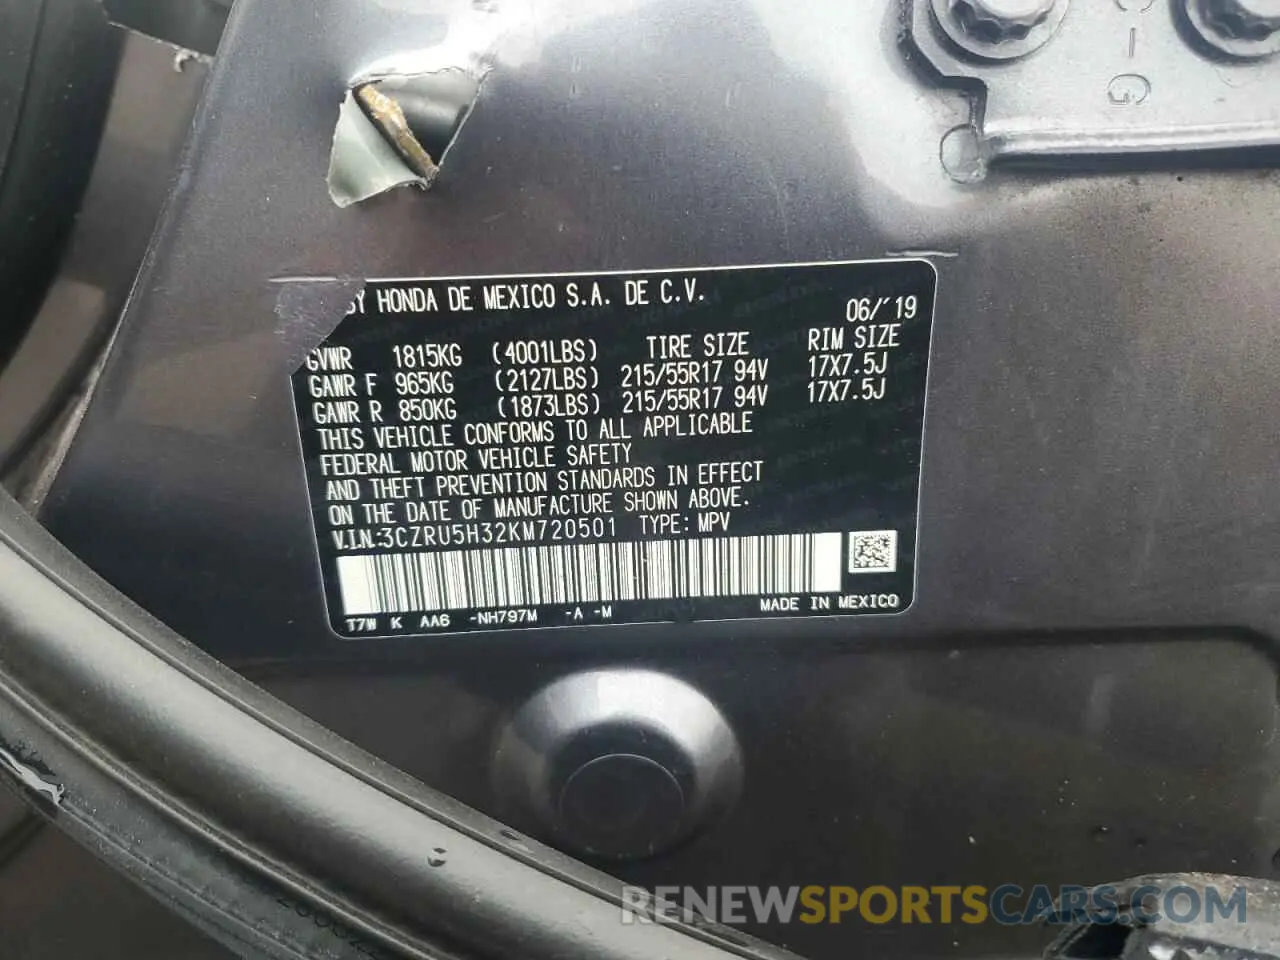 BY HONDA DE MEXICO S.A. DE C.V.
06/'19
GVWR 1815KG (4001LBS) TIRE SIZE RIM SIZE
GAWR F 965KG (2127LBS) 215/55R17 94V 17X7.5J
GAWR R 850KG (1873LBS) 215/55R17 94V 17X7.5J
THIS VEHICLE CONFORMS TO ALL APPLICABLE
FEDERAL MOTOR VEHICLE SAFETY
AND THEFT PREVENTION STANDARDS IN EFFECT
ON THE DATE OF MANUFACTURE SHOWN ABOVE.
V.I.N.:3CZRU5H32KM720501 TYPE: MPV
T7W K AA6 -NH797M -A -M MADE IN MEXICO
C-G
RENEWSPORTSCARS.COM